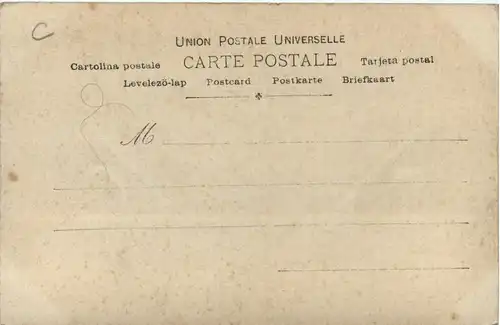 C
UNION POSTALE UNIVERSELLE
Cartolina postale CARTE POSTALE Tarjeta postal
Levelezö-lap Postcard Postkarte Briefkaart
M